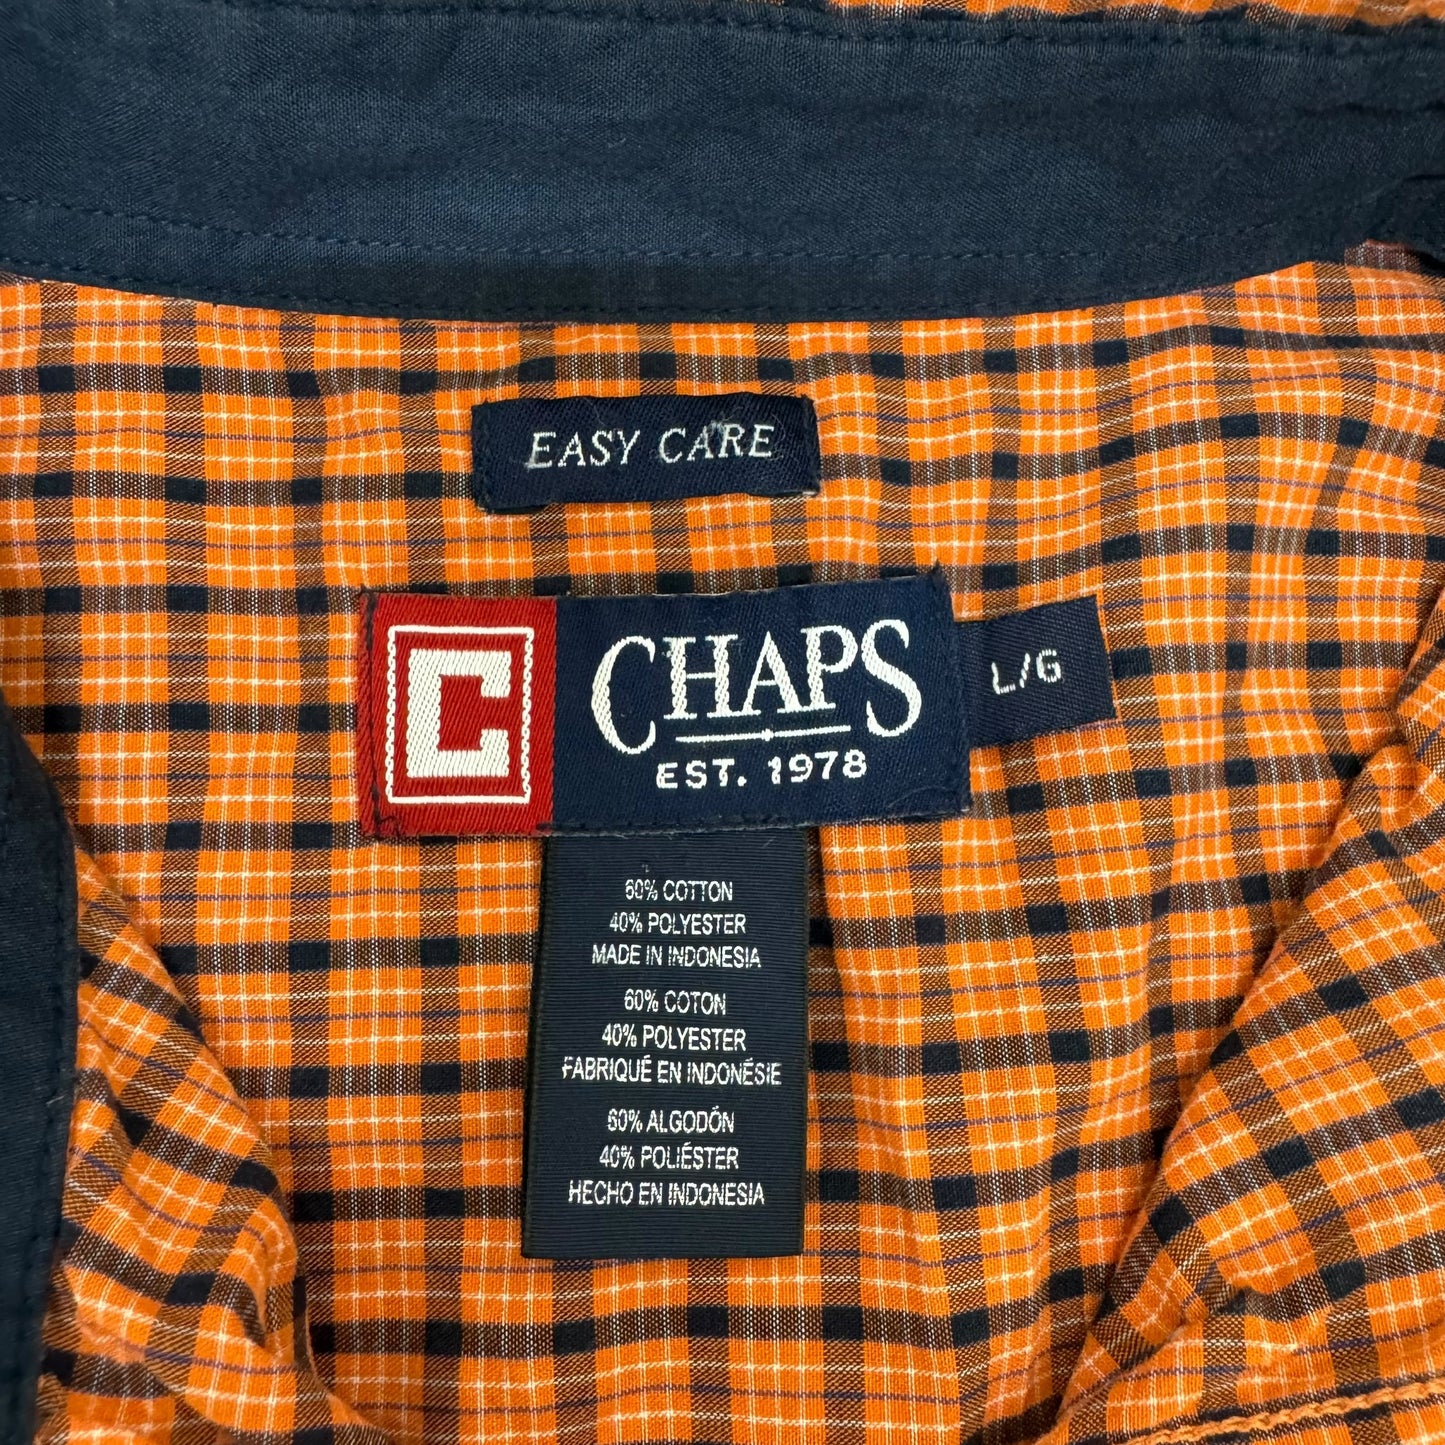 EASY CARE
C
CHAPS
EST. 1978
L/G
60% COTTON
40% POLYESTER
MADE IN INDONESIA
60% COTON
40% POLYESTER
FABRIQUÉ EN INDONÉSIE
60% ALGODÓN
40% POLIÉSTER
HECHO EN INDONESIA